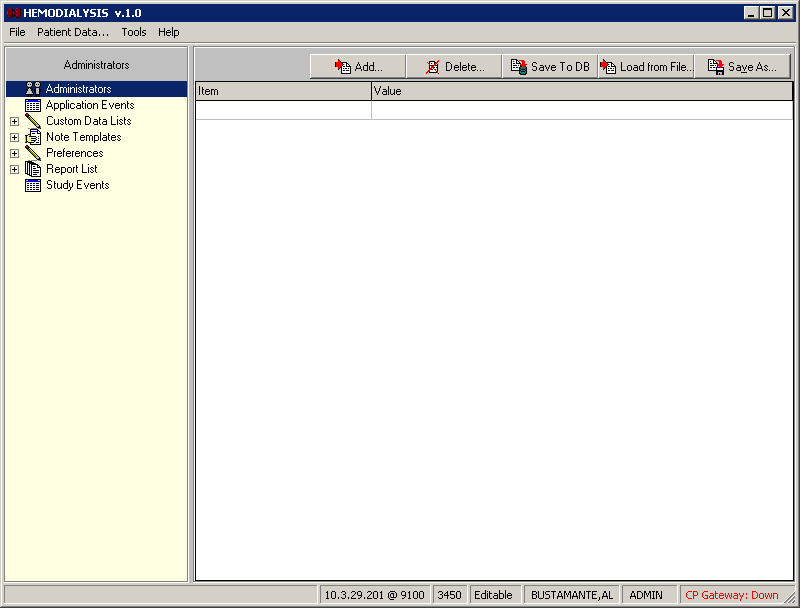 HEMODIALYSIS v.1.0
File Patient Data... Tools Help
Administrators
Add... Delete... Save To DB Load from File... Save As...
Item Value
Administrators
Application Events
Custom Data Lists
Note Templates
Preferences
Report List
Study Events
10.3.29.201 @ 9100 3450 Editable BUSTAMANTE,AL ADMIN CP Gateway: Down